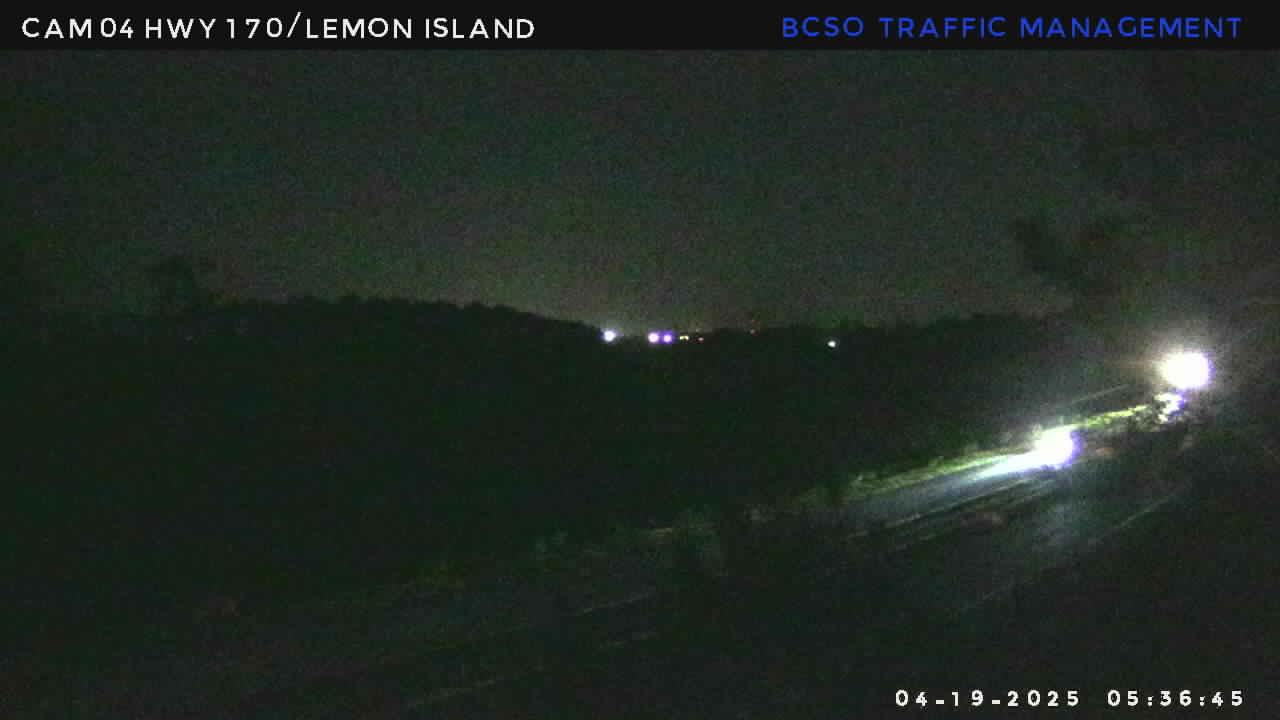 CAM04 HWY 170/LEMON ISLAND
BCSO TRAFFIC MANAGEMENT
04-19-2025 05:36:45